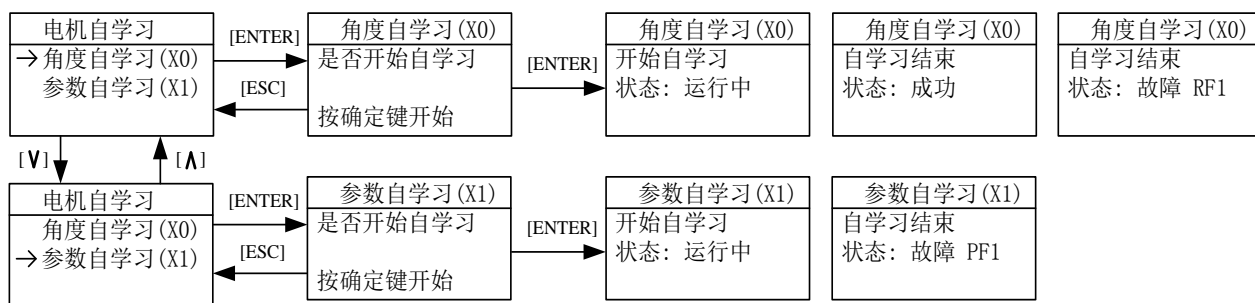 电机自学习
→角度自学习(X0)
参数自学习(X1)
[ENTER]
[ESC]
角度自学习(X0)
是否开始自学习
按确定键开始
[ENTER]
角度自学习(X0)
开始自学习
状态: 运行中
角度自学习(X0)
自学习结束
状态: 成功
角度自学习(X0)
自学习结束
状态: 故障 RF1
[∨]
[∧]
电机自学习
角度自学习(X0)
→参数自学习(X1)
[ENTER]
[ESC]
参数自学习(X1)
是否开始自学习
按确定键开始
[ENTER]
参数自学习(X1)
开始自学习
状态: 运行中
参数自学习(X1)
自学习结束
状态: 故障 PF1